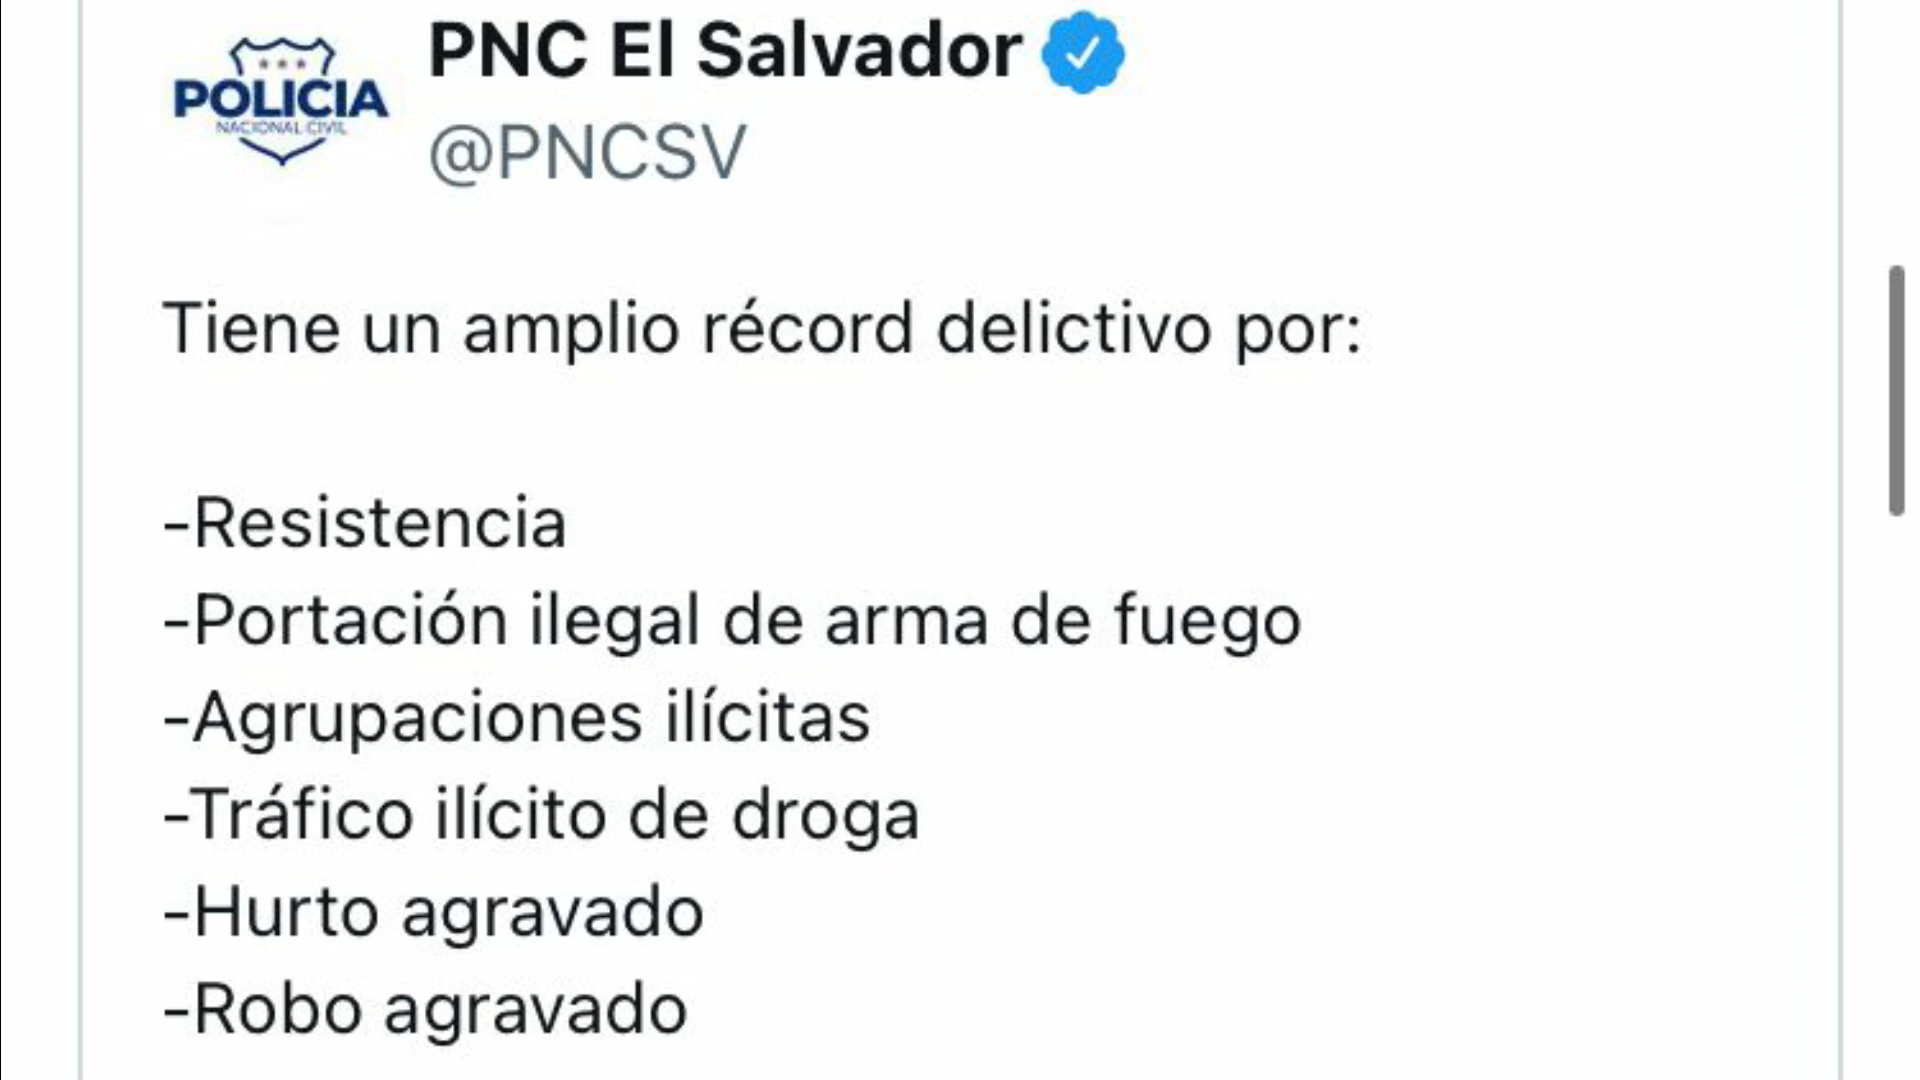 PNC El Salvador
@PNCSV
POLICIA
NACIONAL CIVIL
Tiene un amplio récord delictivo por:
-Resistencia
-Portación ilegal de arma de fuego
-Agrupaciones ilícitas
-Tráfico ilícito de droga
-Hurto agravado
-Robo agravado